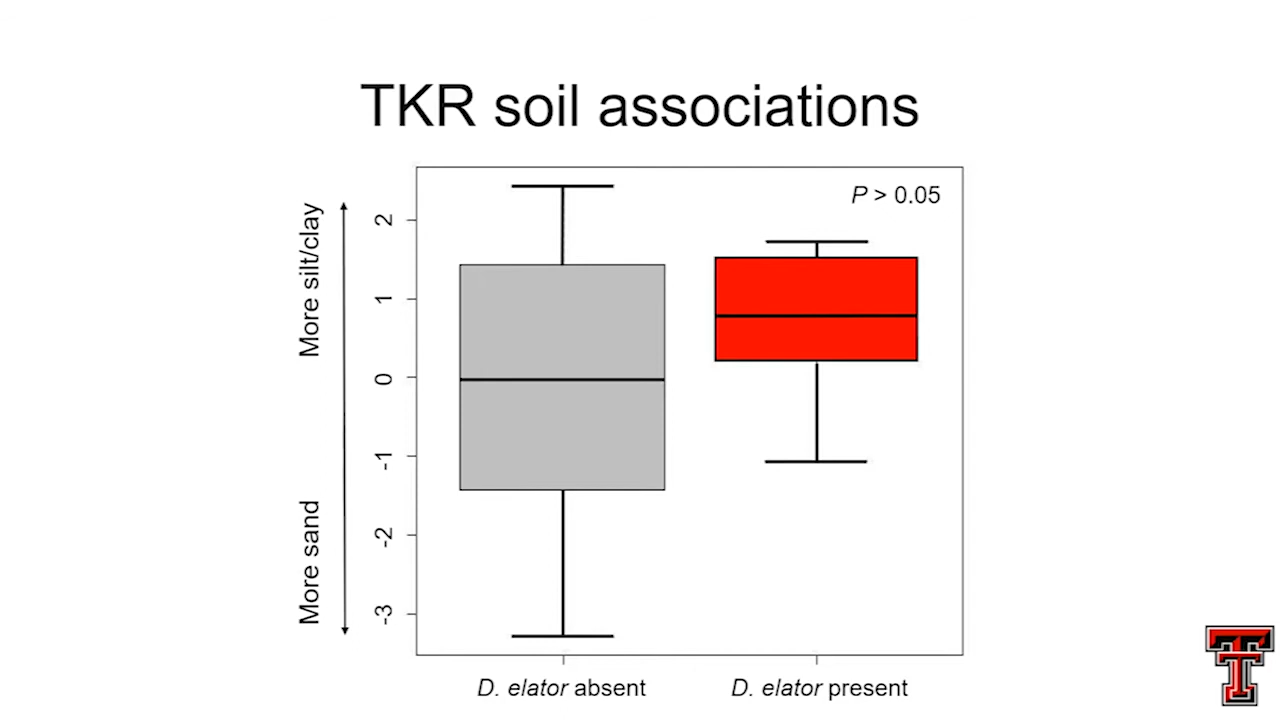 TKR soil associations
P > 0.05
More silt/clay
More sand
2
1
0
-1
-2
-3
D. elator absent
D. elator present
TT